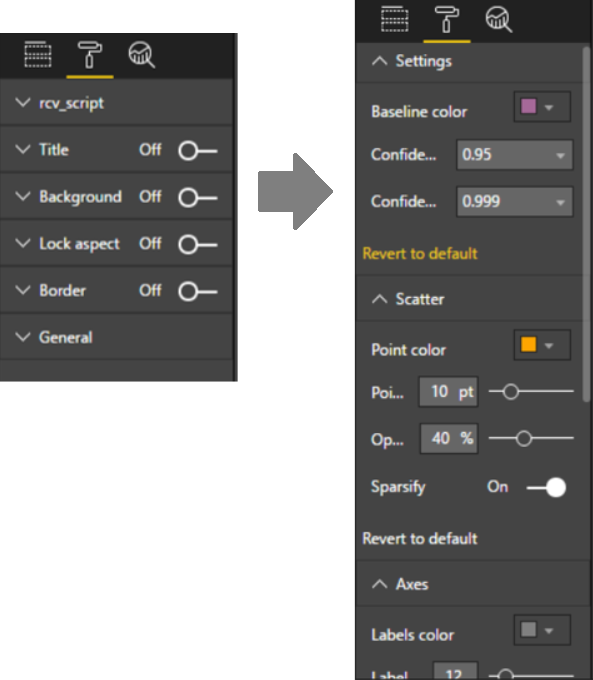 rcv_script
Title Off
Background Off
Lock aspect Off
Border Off
General
Settings
Baseline color
Confide... 0.95
Confide... 0.999
Revert to default
Scatter
Point color
Poi... 10 pt
Op... 40 %
Sparsify On
Revert to default
Axes
Labels color
Label 12